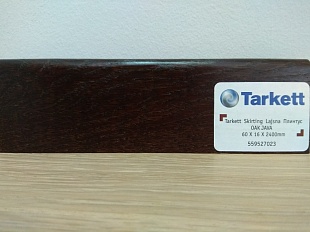 Tarkett
Tarkett Skirting Lajsna Плинтус
OAK JAVA
60 X 16 X 2400mm
559527023